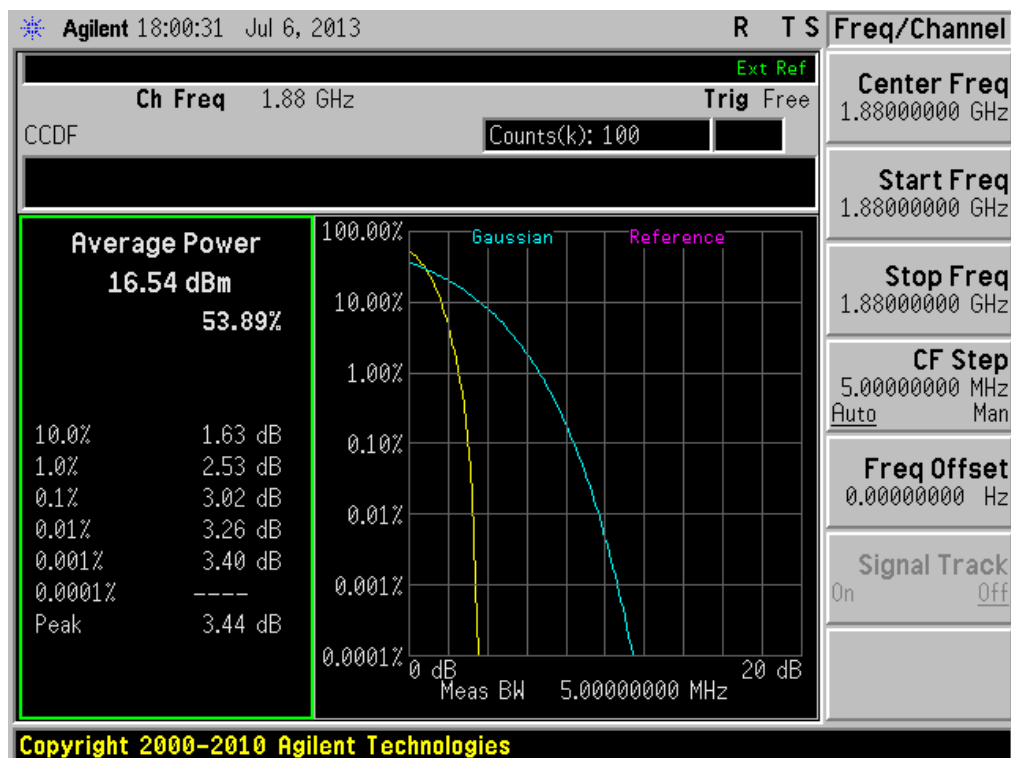 Agilent 18:00:31 Jul 6, 2013 R T S
Freq/Channel
Ext Ref
Ch Freq 1.88 GHz Trig Free
CCDF Counts(k): 100
Average Power
16.54 dBm
53.89%
10.0% 1.63 dB
1.0% 2.53 dB
0.1% 3.02 dB
0.01% 3.26 dB
0.001% 3.40 dB
0.0001% ----
Peak 3.44 dB
Gaussian Reference
100.00%
10.00%
1.00%
0.10%
0.01%
0.001%
0.0001%
0 dB 20 dB
Meas BW 5.00000000 MHz
Center Freq
1.88000000 GHz
Start Freq
1.88000000 GHz
Stop Freq
1.88000000 GHz
CF Step
5.00000000 MHz
Auto Man
Freq Offset
0.00000000 Hz
Signal Track
On Off
Copyright 2000-2010 Agilent Technologies